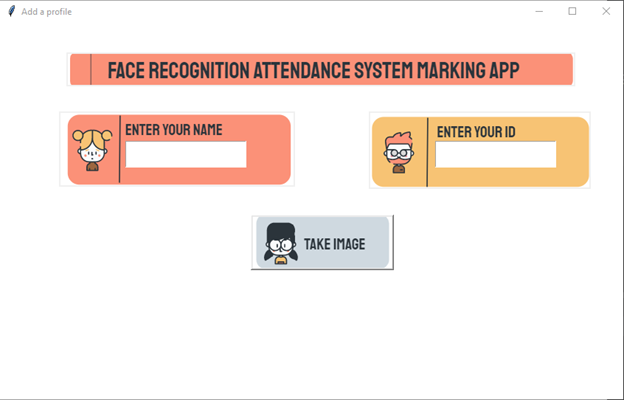 Add a profile
FACE RECOGNITION ATTENDANCE SYSTEM MARKING APP
ENTER YOUR NAME
ENTER YOUR ID
TAKE IMAGE